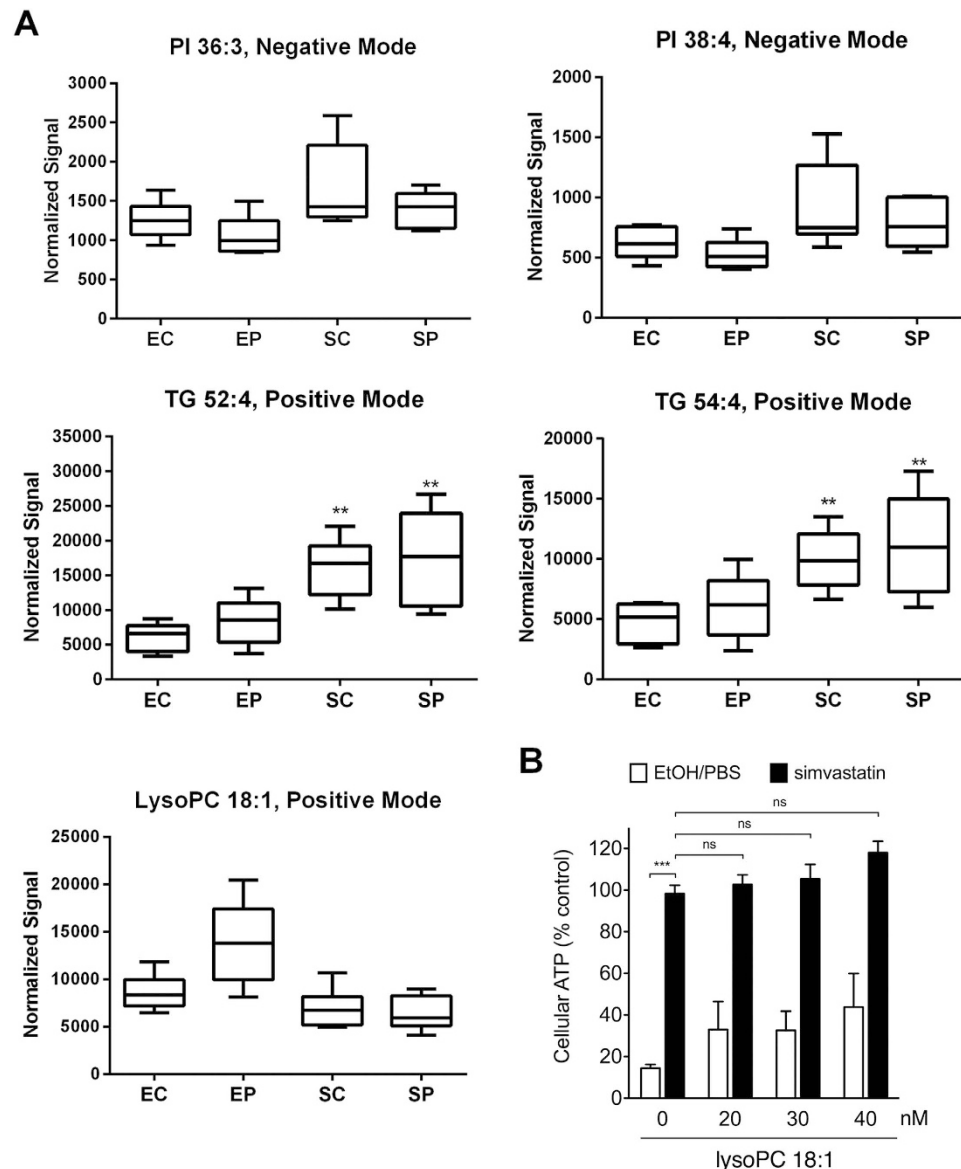 A
PI 36:3, Negative Mode
Normalized Signal
3000
2500
2000
1500
1000
500
0
EC EP SC SP
PI 38:4, Negative Mode
Normalized Signal
2000
1500
1000
500
0
EC EP SC SP
TG 52:4, Positive Mode
Normalized Signal
35000
30000
25000
20000
15000
10000
5000
0
** **
EC EP SC SP
TG 54:4, Positive Mode
Normalized Signal
20000
15000
10000
5000
0
** **
EC EP SC SP
LysoPC 18:1, Positive Mode
Normalized Signal
25000
20000
15000
10000
5000
0
EC EP SC SP
B
EtOH/PBS simvastatin
ns
ns
*** ns
Cellular ATP (% control)
120
100
80
60
40
20
0
0 20 30 40 nM
lysoPC 18:1